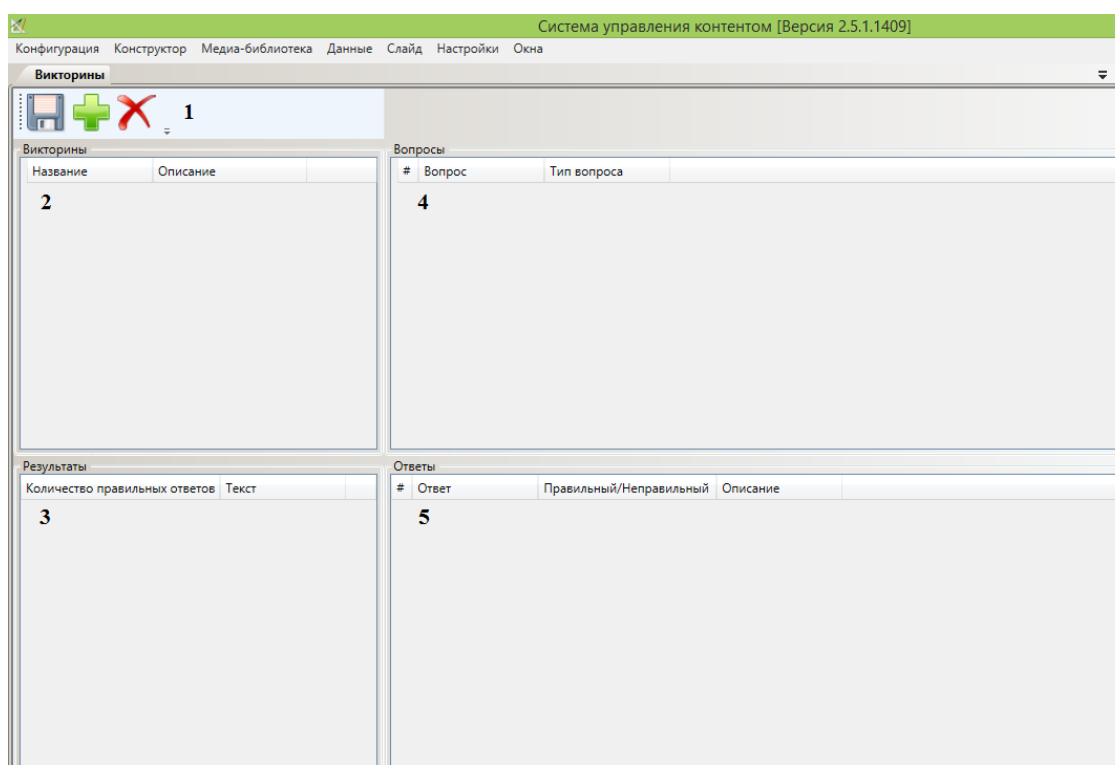 Система управления контентом [Версия 2.5.1.1409]
Конфигурация Конструктор Медиа-библиотека Данные Слайд Настройки Окна
Викторины
1
Викторины
Название Описание
2
Вопросы
# Вопрос Тип вопроса
4
Результаты
Количество правильных ответов Текст
3
Ответы
# Ответ Правильный/Неправильный Описание
5